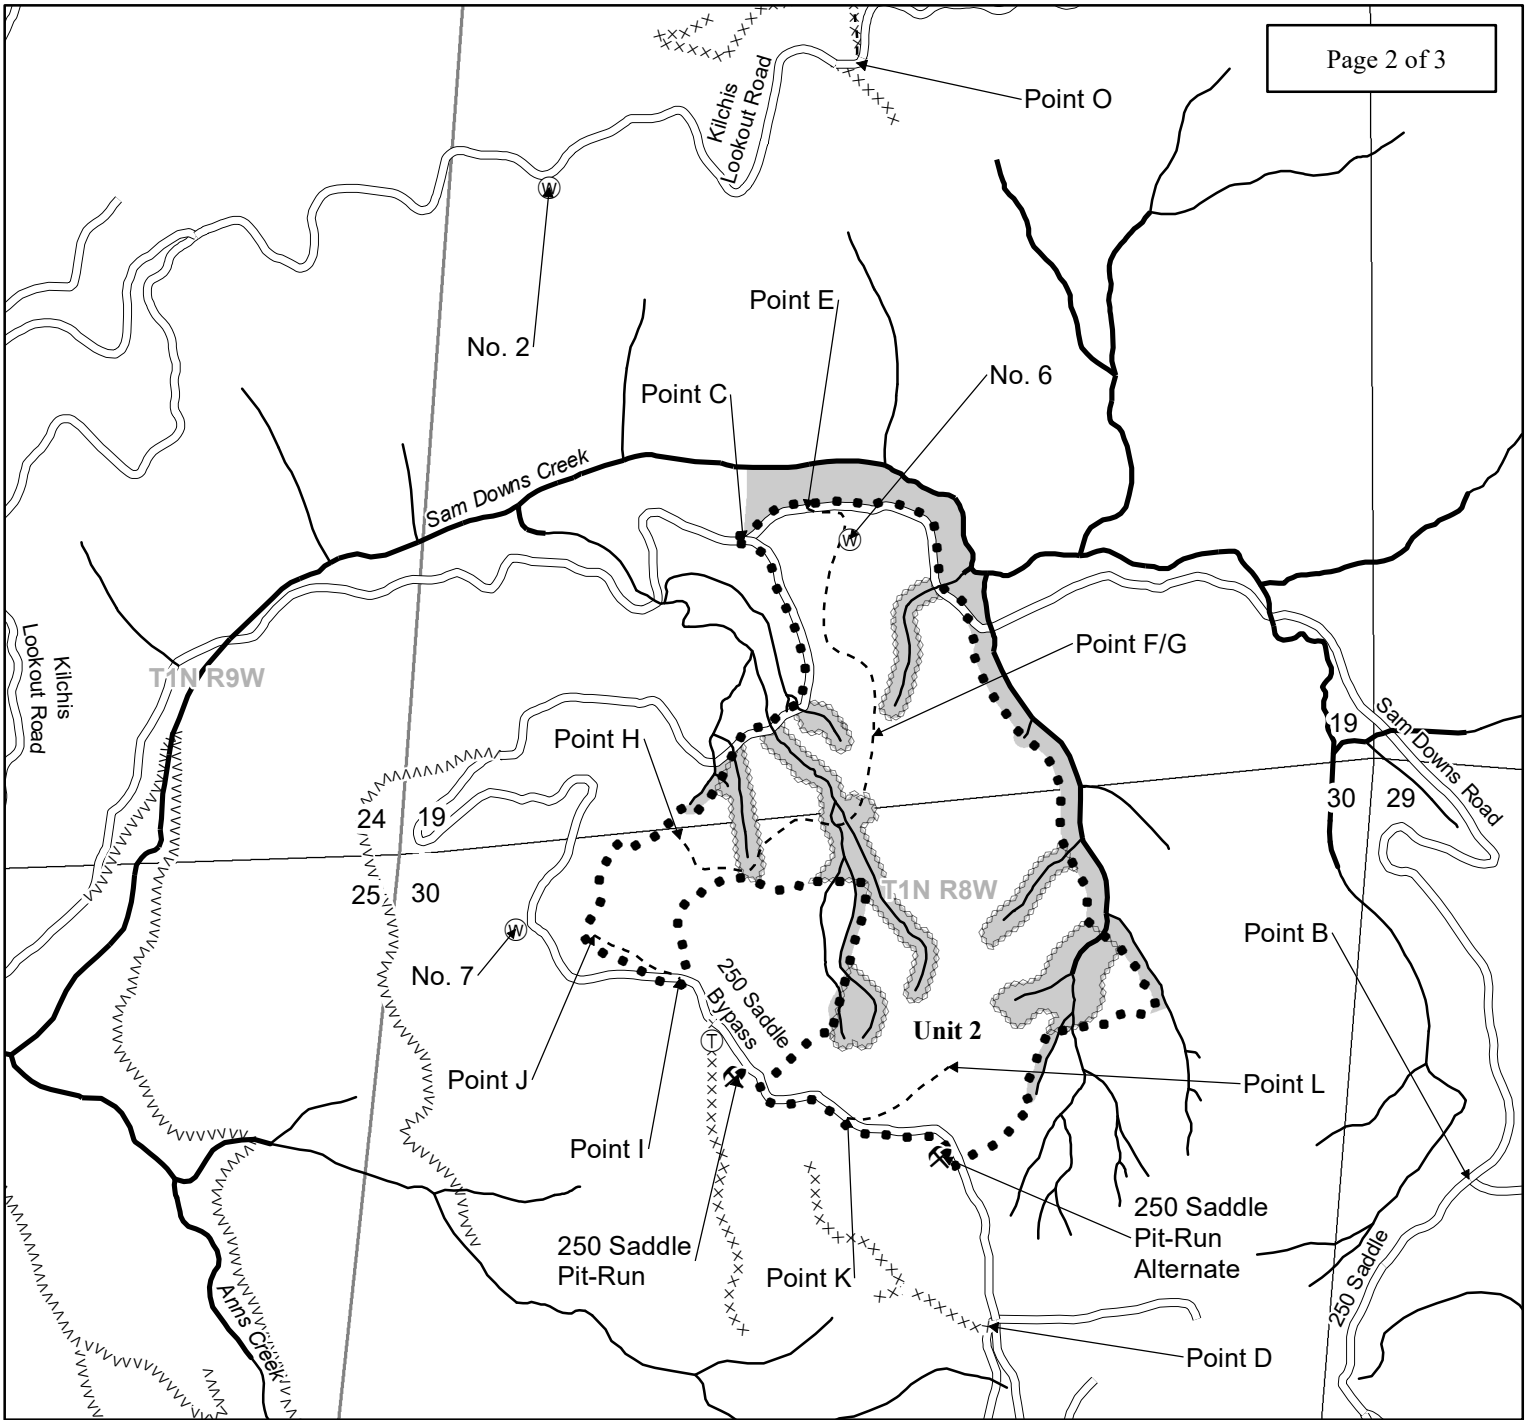 Page 2 of 3
Kilchis
Lookout Road
Point O
W
No. 2
Point E
No. 6
Point C
Sam Downs Creek
W
Kilchis
Lookout Road
T1N R9W
Point F/G
Point H
19
Sam Downs Road
24
19
30
29
25
30
T1N R8W
W
No. 7
Point B
250 Saddle
Bypass
T
Unit 2
Point J
Point L
Point I
250 Saddle
Pit-Run
Alternate
250 Saddle
Pit-Run
Point K
250 Saddle
Anns Creek
Point D